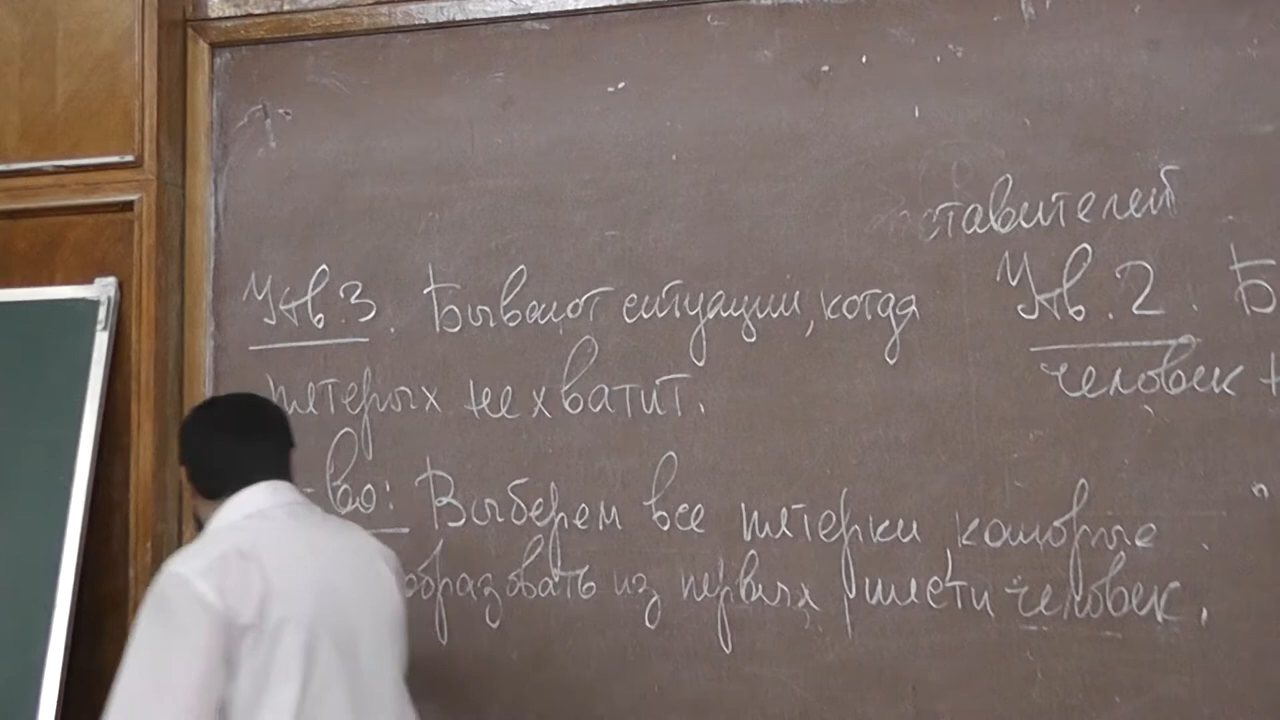 Утв. 3. Бывают ситуации, когда
пятерых не хватит.
-во: Выберем все пятерки, которые
образовать из первых шести человек.
ставителей
Утв. 2. Б
человек н